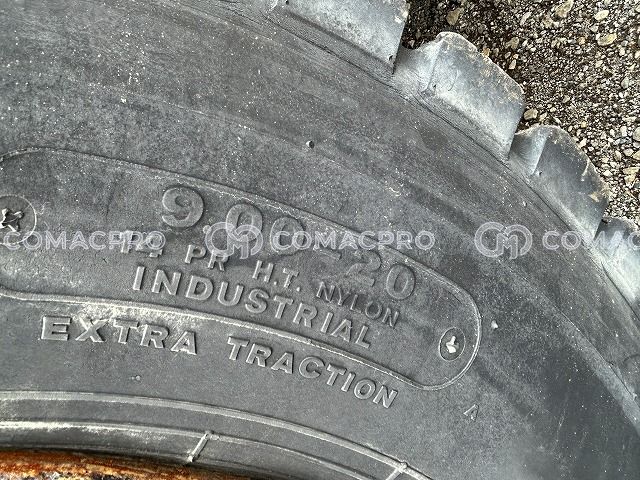 9.00-20
14 PR H.T. NYLON
INDUSTRIAL
EXTRA TRACTION
A
COMACPRO
COMACPRO
COMAC